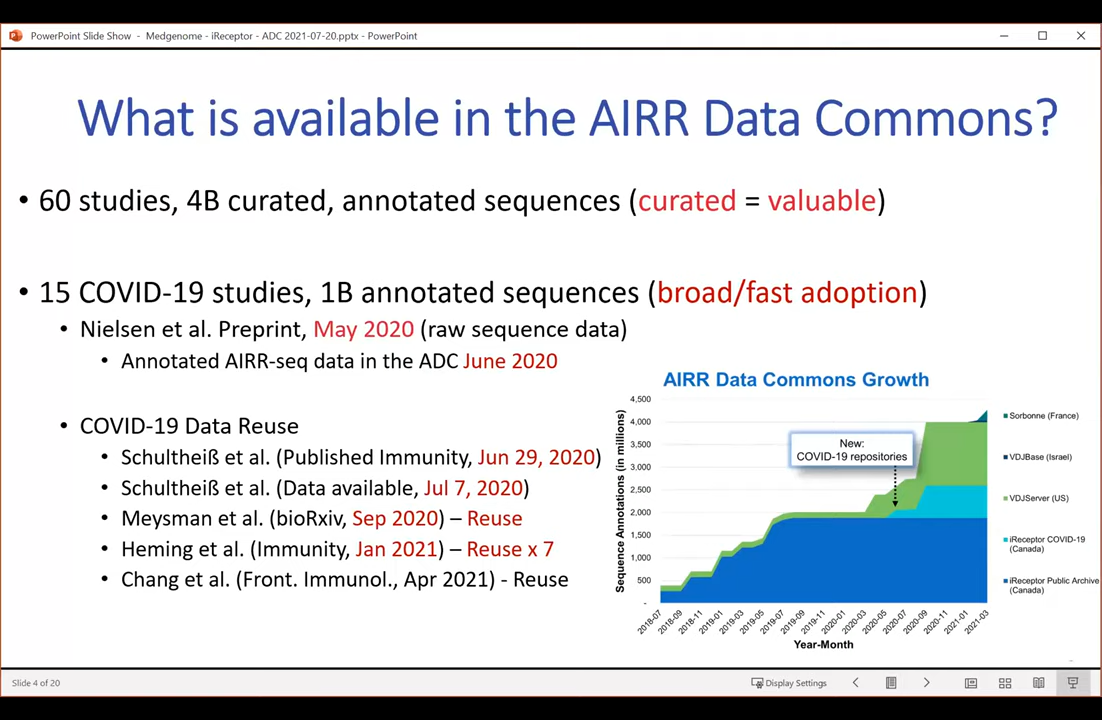 PowerPoint Slide Show - Medgenome - iReceptor - ADC 2021-07-20.pptx - PowerPoint
What is available in the AIRR Data Commons?
• 60 studies, 4B curated, annotated sequences (curated = valuable)
• 15 COVID-19 studies, 1B annotated sequences (broad/fast adoption)
• Nielsen et al. Preprint, May 2020 (raw sequence data)
• Annotated AIRR-seq data in the ADC June 2020
• COVID-19 Data Reuse
• Schultheiß et al. (Published Immunity, Jun 29, 2020)
• Schultheiß et al. (Data available, Jul 7, 2020)
• Meysman et al. (bioRxiv, Sep 2020) – Reuse
• Heming et al. (Immunity, Jan 2021) – Reuse x 7
• Chang et al. (Front. Immunol., Apr 2021) - Reuse
AIRR Data Commons Growth
Sequence Annotations (in millions)
4,500
4,000
3,500
3,000
2,500
2,000
1,500
1,000
500
-
New:
COVID-19 repositories
2018-07
2018-09
2018-11
2019-01
2019-03
2019-05
2019-07
2019-09
2019-11
2020-01
2020-03
2020-05
2020-07
2020-09
2020-11
2021-01
2021-03
Year-Month
Sorbonne (France)
VDJBase (Israel)
VDJServer (US)
iReceptor COVID-19
(Canada)
iReceptor Public Archive
(Canada)
Slide 4 of 20
Display Settings